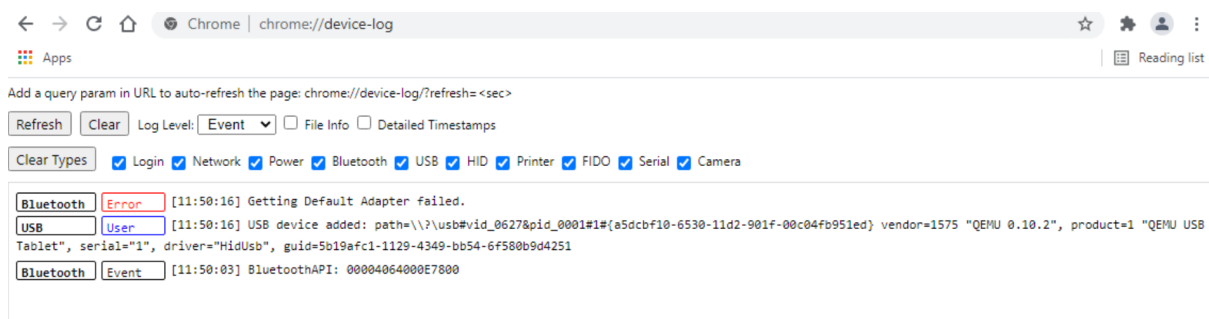 Chrome | chrome://device-log
Apps
Reading list
Add a query param in URL to auto-refresh the page: chrome://device-log/?refresh=<sec>
Refresh Clear Log Level: Event File Info Detailed Timestamps
Clear Types Login Network Power Bluetooth USB HID Printer FIDO Serial Camera
Bluetooth Error [11:50:16] Getting Default Adapter failed.
USB User [11:50:16] USB device added: path=\\?\usb#vid_0627&pid_0001#1#{a5dcbf10-6530-11d2-901f-00c04fb951ed} vendor=1575 "QEMU 0.10.2", product=1 "QEMU USB
Tablet", serial="1", driver="HidUsb", guid=5b19afc1-1129-4349-bb54-6f580b9d4251
Bluetooth Event [11:50:03] BluetoothAPI: 00004064000E7800